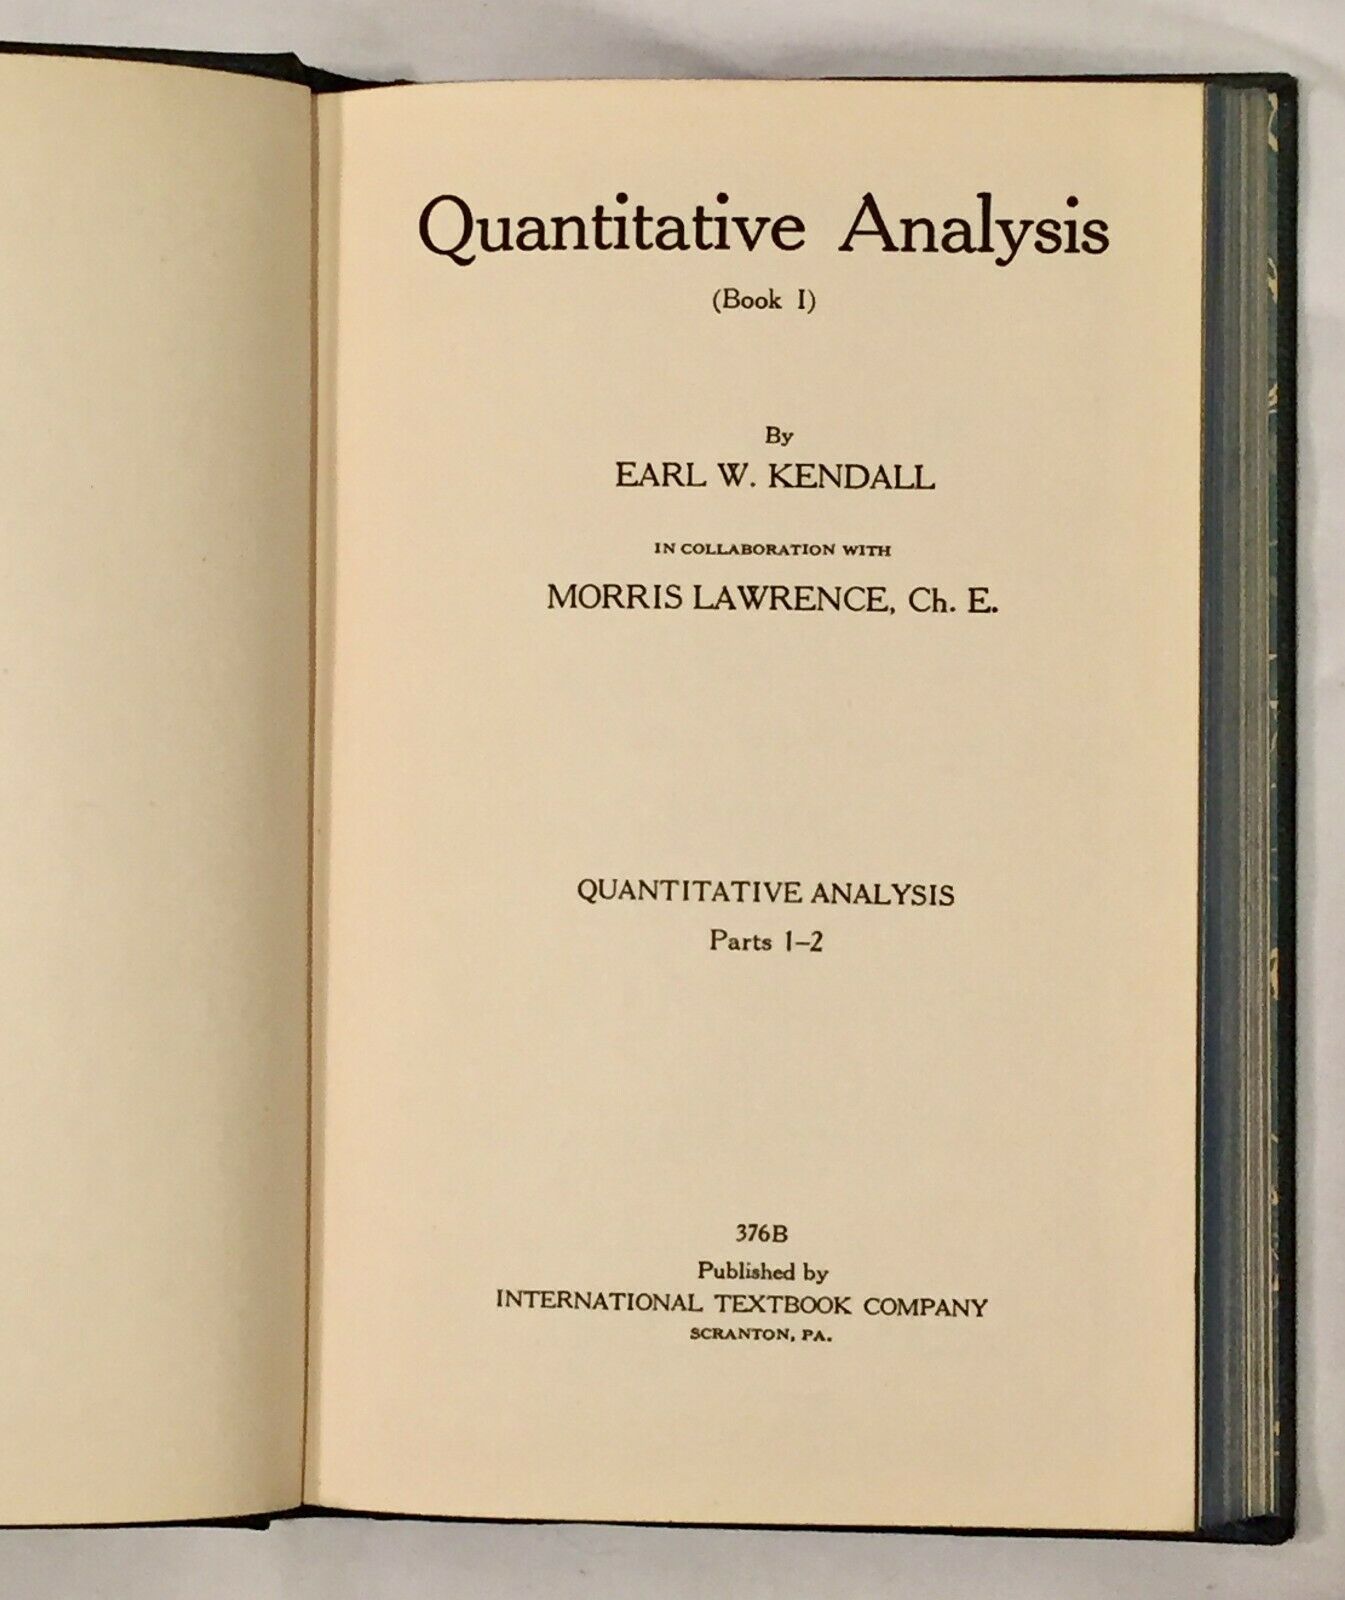 Quantitative Analysis
(Book I)
By
EARL W. KENDALL
IN COLLABORATION WITH
MORRIS LAWRENCE, Ch. E.
QUANTITATIVE ANALYSIS
Parts 1–2
376B
Published by
INTERNATIONAL TEXTBOOK COMPANY
SCRANTON, PA.